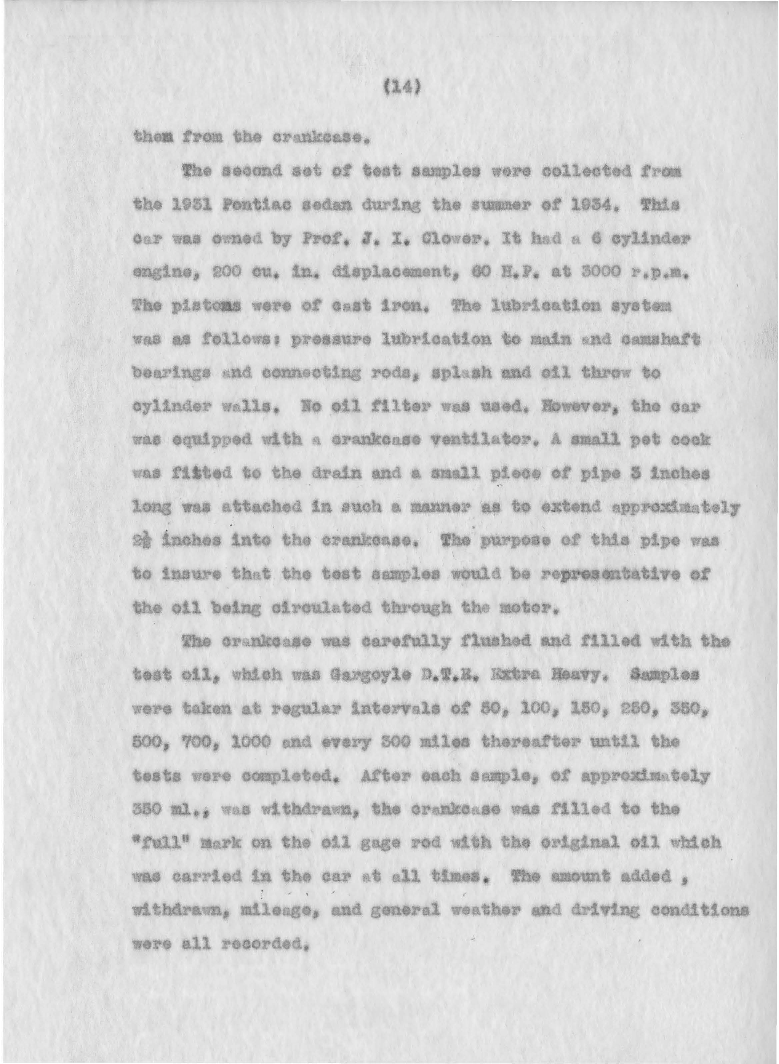 (14)
them from the crankcase.
The second set of test samples were collected from
the 1931 Pontiac sedan during the summer of 1934. This
car was owned by Prof. J. I. Clower. It had a 6 cylinder
engine, 200 cu. in. displacement, 60 H.P. at 3000 r.p.m.
The pistons were of cast iron. The lubrication system
was as follows: pressure lubrication to main and camshaft
bearings and connecting rods, splash and oil throw to
cylinder walls. No oil filter was used. However, the car
was equipped with a crankcase ventilator. A small pet cock
was fitted to the drain and a small piece of pipe 3 inches
long was attached in such a manner as to extend approximately
2½ inches into the crankcase. The purpose of this pipe was
to insure that the test samples would be representative of
the oil being circulated through the motor.
The crankcase was carefully flushed and filled with the
test oil, which was Gargoyle D.T.E. Extra Heavy. Samples
were taken at regular intervals of 50, 100, 150, 250, 350,
500, 700, 1000 and every 300 miles thereafter until the
tests were completed. After each sample, of approximately
350 ml., was withdrawn, the crankcase was filled to the
"full" mark on the oil gage rod with the original oil which
was carried in the car at all times. The amount added ,
withdrawn, mileage, and general weather and driving conditions
were all recorded.